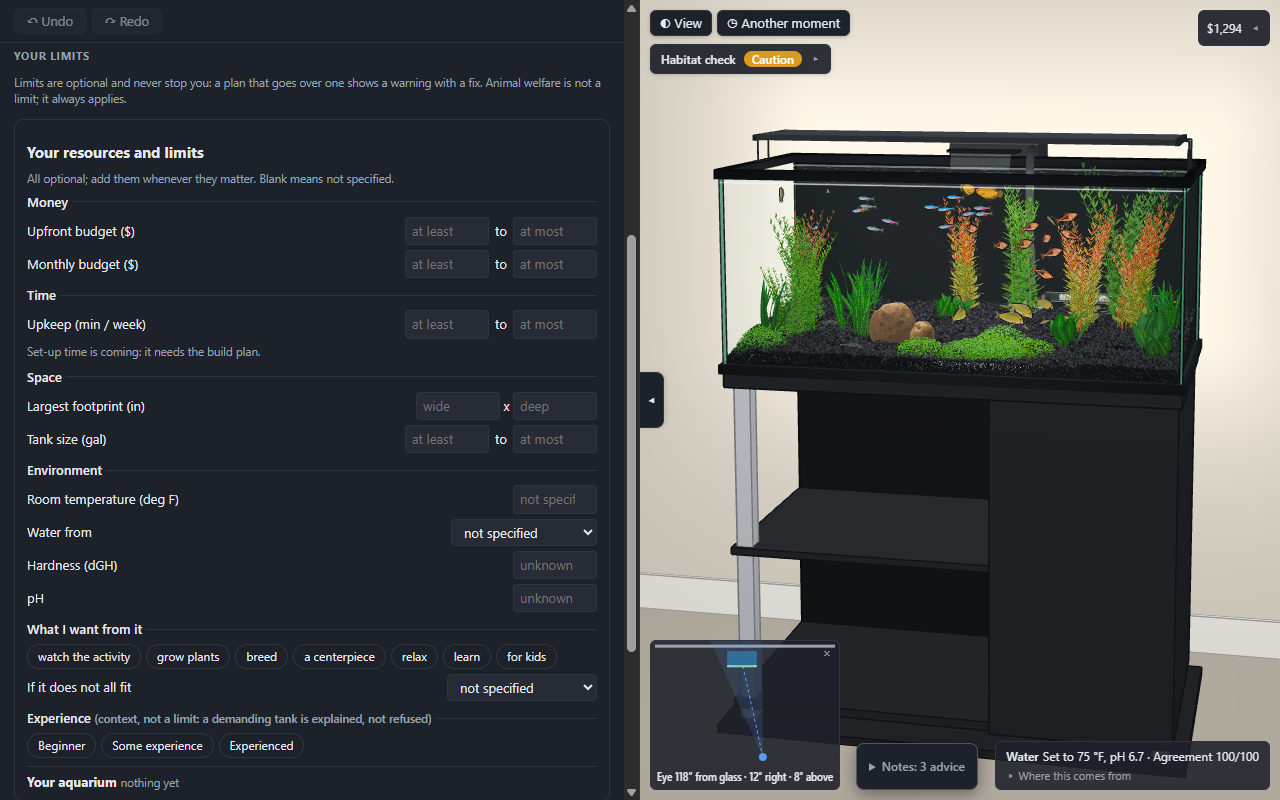 Undo
Redo
YOUR LIMITS
Limits are optional and never stop you: a plan that goes over one shows a warning with a fix. Animal welfare is not a
limit; it always applies.
Your resources and limits
All optional; add them whenever they matter. Blank means not specified.
Money
Upfront budget ($) at least to at most
Monthly budget ($) at least to at most
Time
Upkeep (min / week) at least to at most
Set-up time is coming: it needs the build plan.
Space
Largest footprint (in) wide x deep
Tank size (gal) at least to at most
Environment
Room temperature (deg F) not specif
Water from not specified
Hardness (dGH) unknown
pH unknown
What I want from it
watch the activity grow plants breed a centerpiece relax learn for kids
If it does not all fit not specified
Experience (context, not a limit: a demanding tank is explained, not refused)
Beginner Some experience Experienced
Your aquarium nothing yet
View
Another moment
$1,294
Habitat check Caution
Eye 118" from glass · 12° right · 8° above
Notes: 3 advice
Water Set to 75 °F, pH 6.7 · Agreement 100/100
Where this comes from